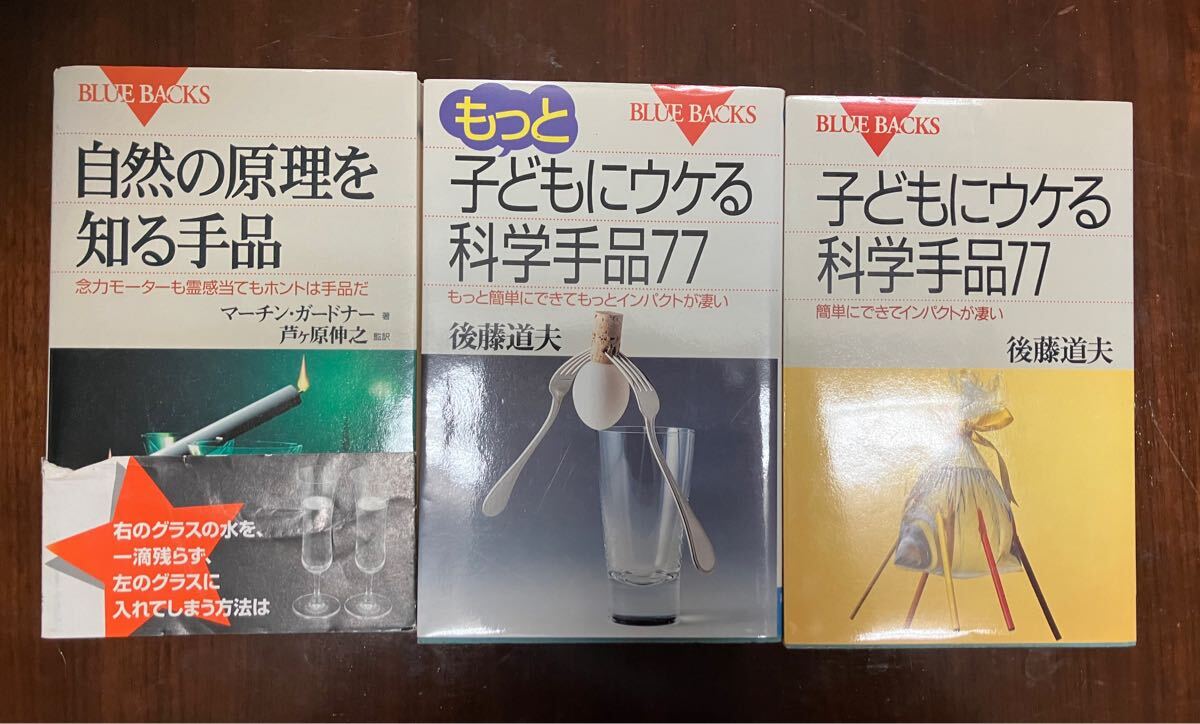 BLUE BACKS
自然の原理を
知る手品
念力モーターも霊感当てもホントは手品だ
マーチン・ガードナー 著
芦ヶ原伸之 監訳
右のグラスの水を、
一滴残らず、
左のグラスに
入れてしまう方法は
もっと
BLUE BACKS
子どもにウケる
科学手品77
もっと簡単にできてもっとインパクトが凄い
後藤道夫
BLUE BACKS
子どもにウケる
科学手品77
簡単にできてインパクトが凄い
後藤道夫